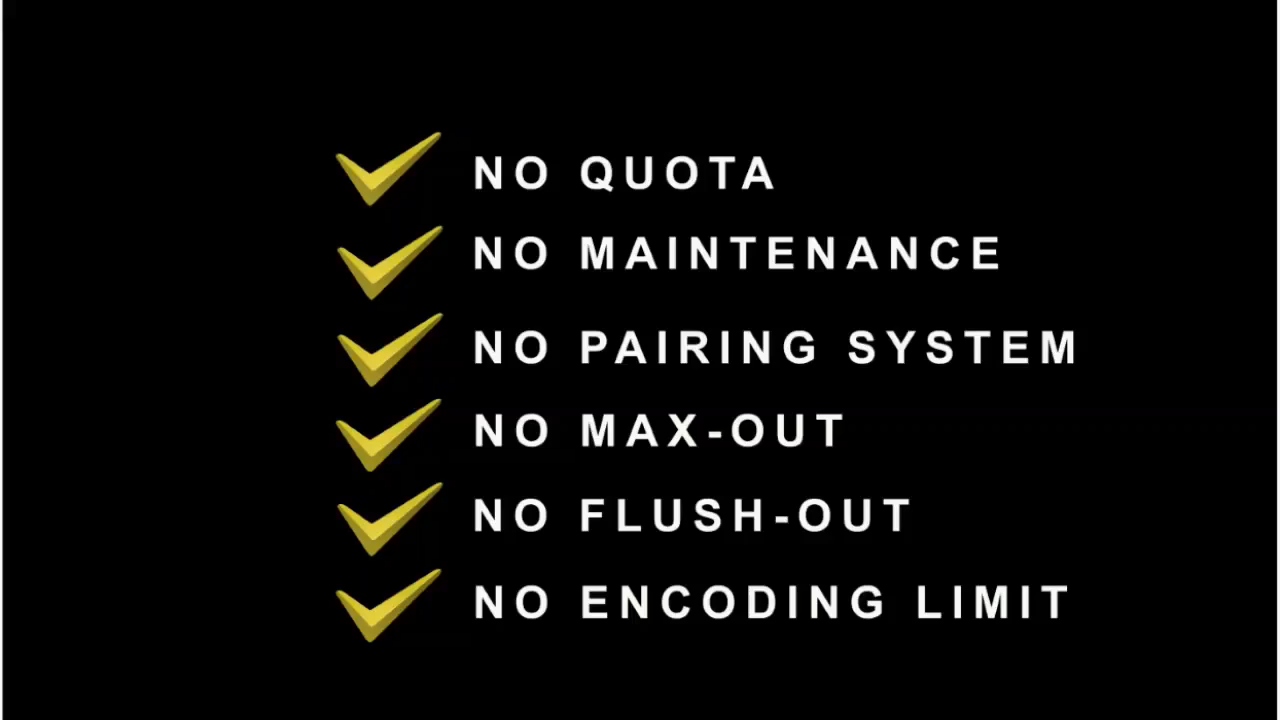 NO QUOTA
NO MAINTENANCE
NO PAIRING SYSTEM
NO MAX-OUT
NO FLUSH-OUT
NO ENCODING LIMIT